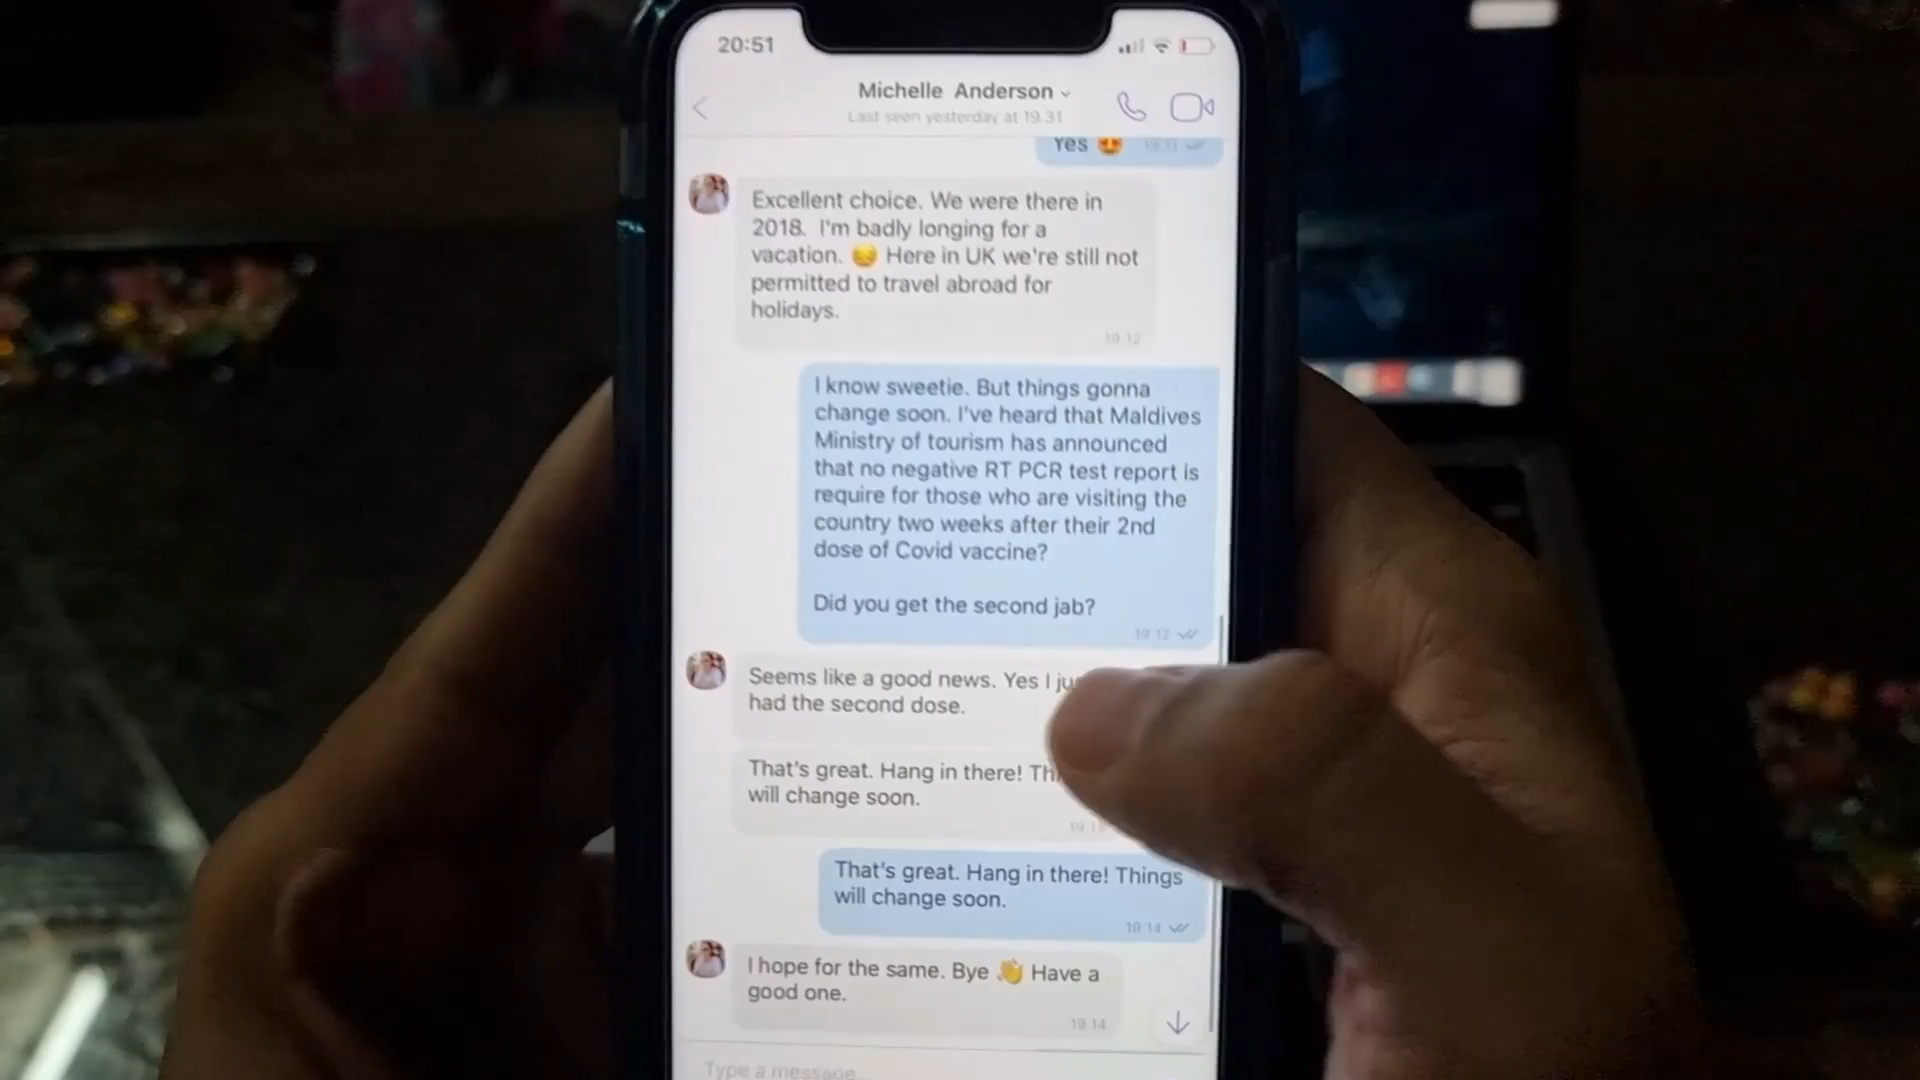 20:51
Michelle Anderson
Last seen yesterday at 19:31
Yes 😍 19:11
Excellent choice. We were there in
2018. I'm badly longing for a
vacation. 😔 Here in UK we're still not
permitted to travel abroad for
holidays.
19:12
I know sweetie. But things gonna
change soon. I've heard that Maldives
Ministry of tourism has announced
that no negative RT PCR test report is
require for those who are visiting the
country two weeks after their 2nd
dose of Covid vaccine?
Did you get the second jab?
19:12
Seems like a good news. Yes I
had the second dose.
That's great. Hang in there!
will change soon.
That's great. Hang in there! Things
will change soon.
19:14
I hope for the same. Bye 👋 Have a
good one.
19:14
Type a message...